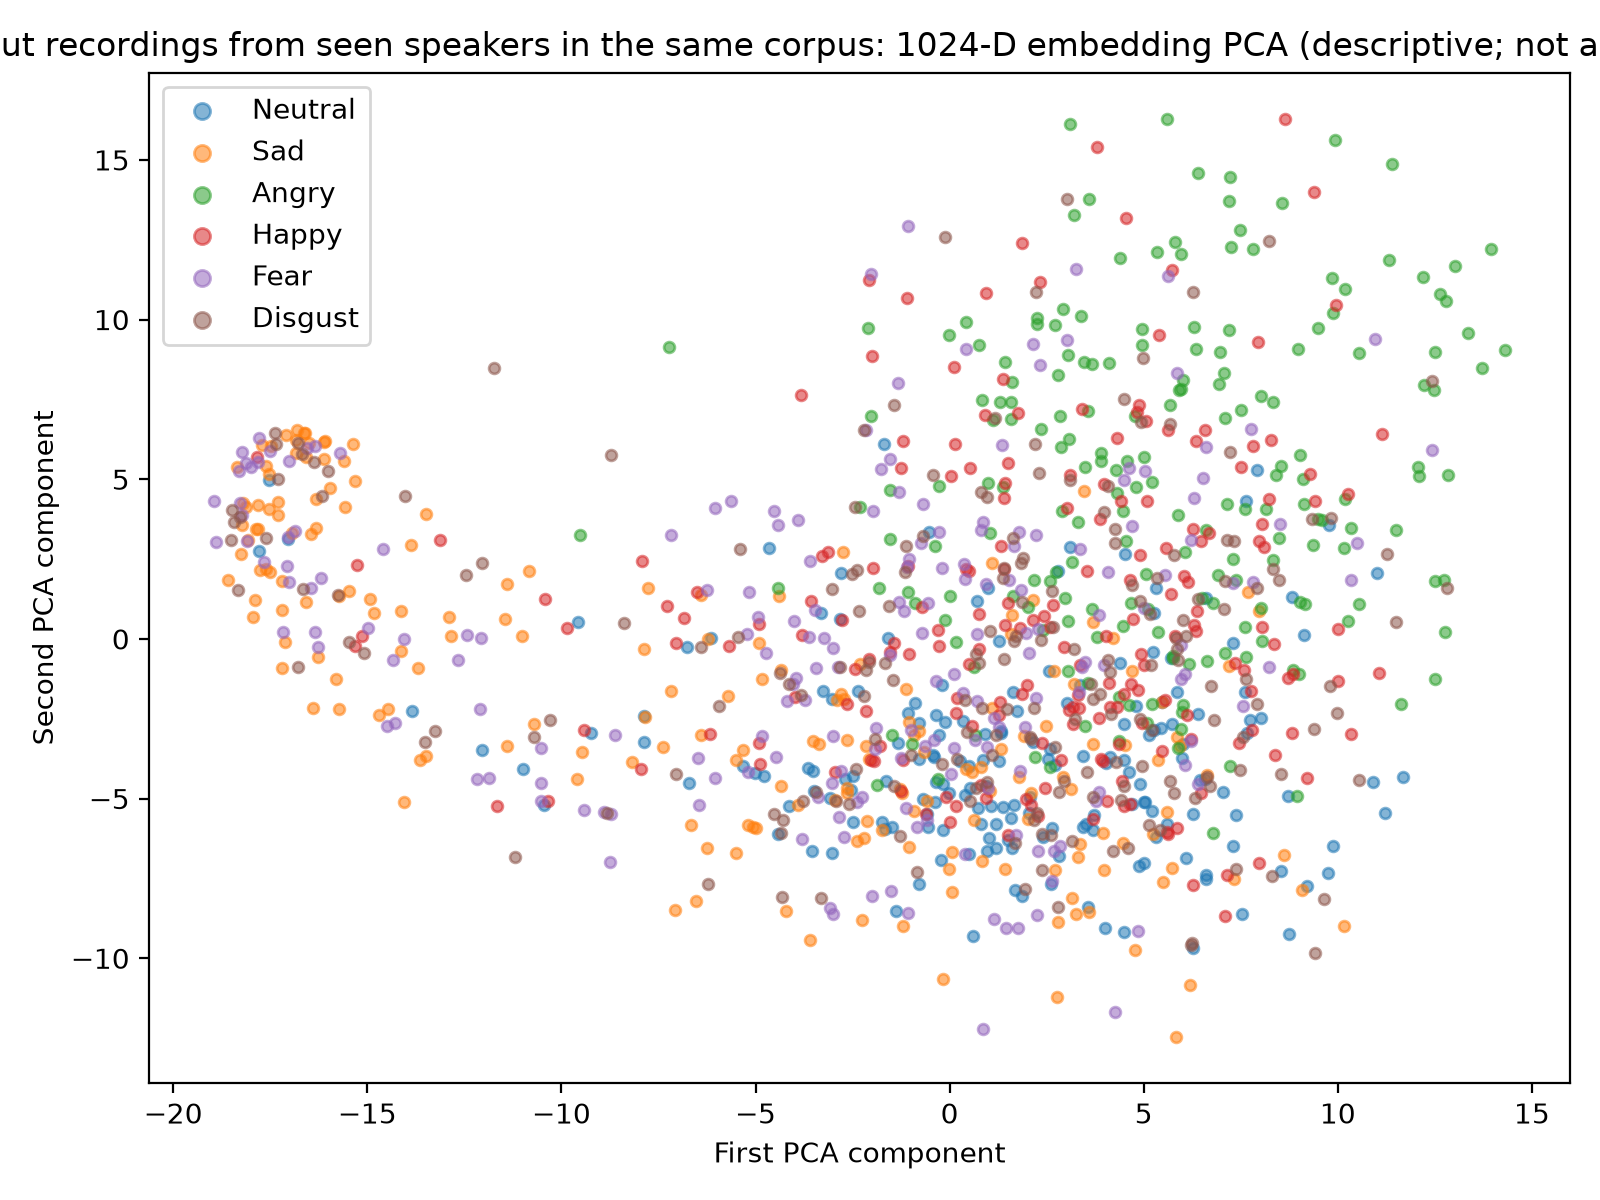 ut recordings from seen speakers in the same corpus: 1024-D embedding PCA (descriptive; not a
Neutral
Sad
Angry
Happy
Fear
Disgust
15
10
5
0
−5
−10
Second PCA component
−20 −15 −10 −5 0 5 10 15
First PCA component